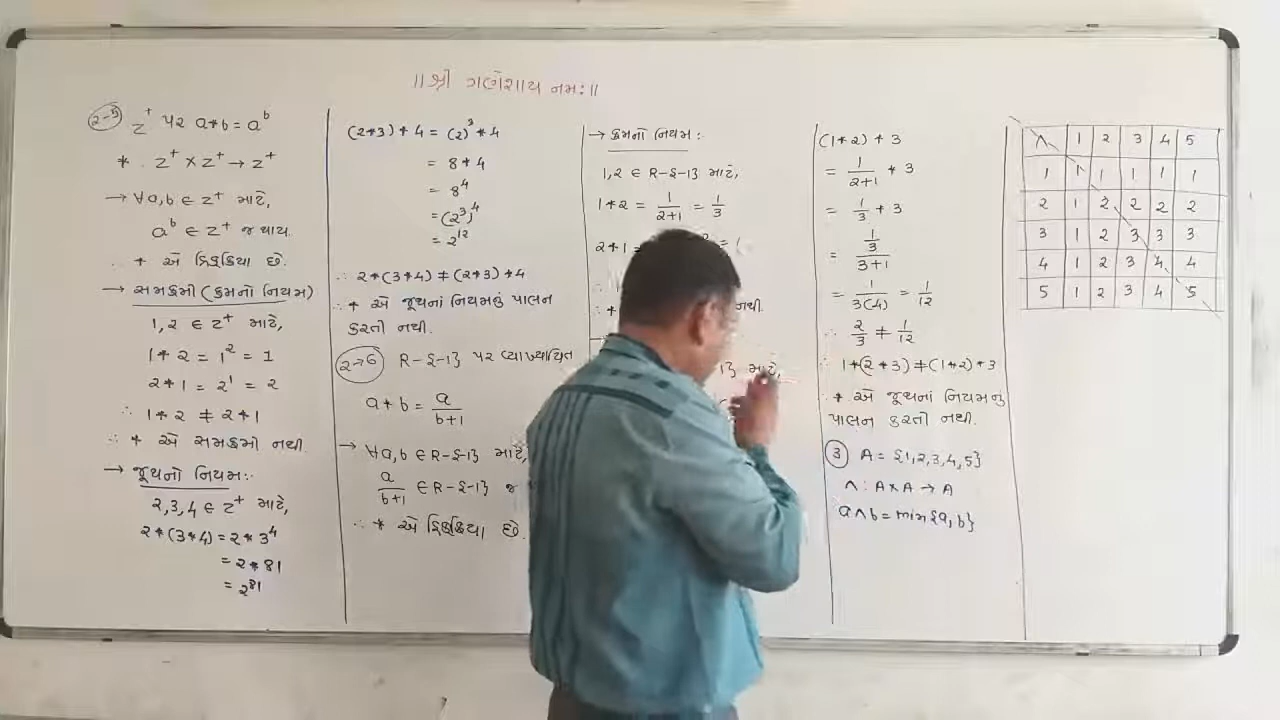 ॥ श्री ગણેશાય નમઃ ॥
2-5 Z⁺ પર a*b = aᵇ
* : Z⁺ × Z⁺ → Z⁺
→ ∀a,b ∈ Z⁺ માટે,
aᵇ ∈ Z⁺ જ થાય.
∴ * એ દ્વિક્ક્રિયા છે.
→ સમક્રમી (ક્રમનો નિયમ)
1,2 ∈ Z⁺ માટે,
1*2 = 1² = 1
2*1 = 2¹ = 2
∴ 1*2 ≠ 2*1
∴ * એ સમક્રમી નથી.
→ જૂથનો નિયમ:
2,3,4 ∈ Z⁺ માટે,
2*(3*4) = 2*3⁴
= 2*81
= 2⁸¹
(2*3)*4 = (2)³*4
= 8*4
= 8⁴
= (2³)⁴
= 2¹²
∴ 2*(3*4) ≠ (2*3)*4
∴ * એ જૂથનાં નિયમનું પાલન
કરતી નથી.
2→6 R-{-1} પર વ્યાખ્યાયિત
a*b = a/(b+1)
→ ∀a,b ∈ R-{-1} માટે,
a/(b+1) ∈ R-{-1} જ
∴ * એ દ્વિક્ક્રિયા છે.
→ ક્રમનો નિયમ:
1,2 ∈ R-{-1} માટે,
1*2 = 1/(2+1) = 1/3
2*1 =
નથી.
માટે,
(1*2)*3
= 1/(2+1) * 3
= 1/3 * 3
= (1/3)/(3+1)
= 1/3(4) = 1/12
∴ 2/3 ≠ 1/12
∴ 1*(2*3) ≠ (1*2)*3
∴ * એ જૂથનાં નિયમનું
પાલન કરતી નથી.
3 A = {1,2,3,4,5}
∧ : A×A → A
a∧b = min{a,b}
∧ 1 2 3 4 5
1 1 1 1 1 1
2 1 2 2 2 2
3 1 2 3 3 3
4 1 2 3 4 4
5 1 2 3 4 5